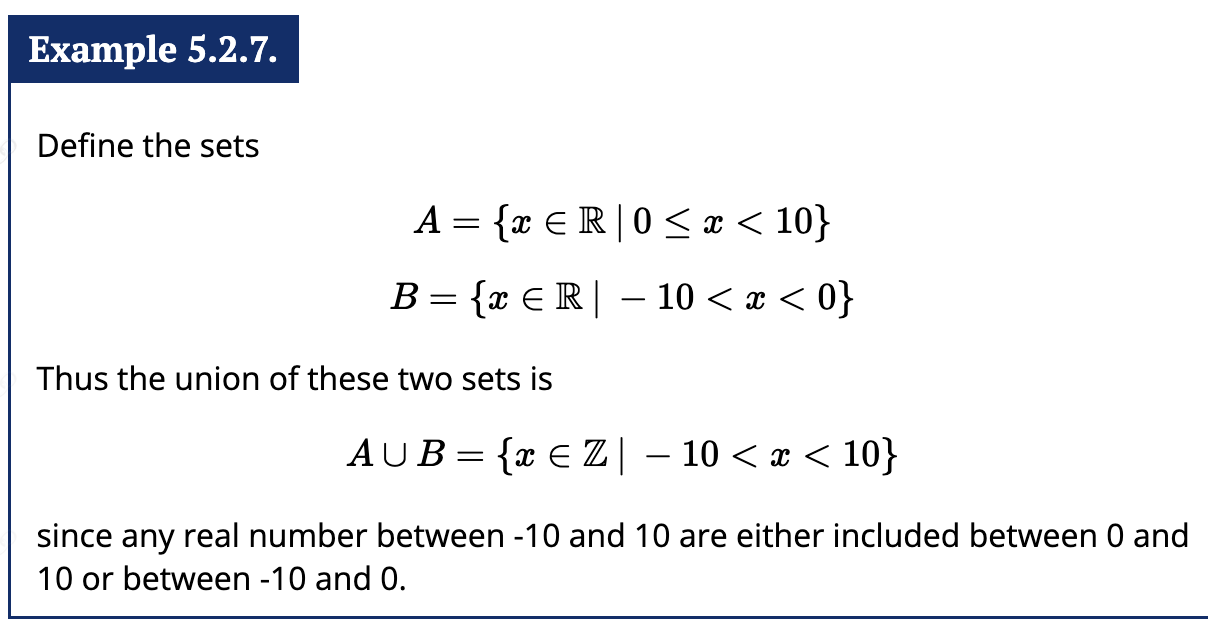 Example 5.2.7.
Define the sets
A = {x ∈ ℝ | 0 ≤ x < 10}
B = {x ∈ ℝ | − 10 < x < 0}
Thus the union of these two sets is
A ∪ B = {x ∈ ℤ | − 10 < x < 10}
since any real number between -10 and 10 are either included between 0 and
10 or between -10 and 0.